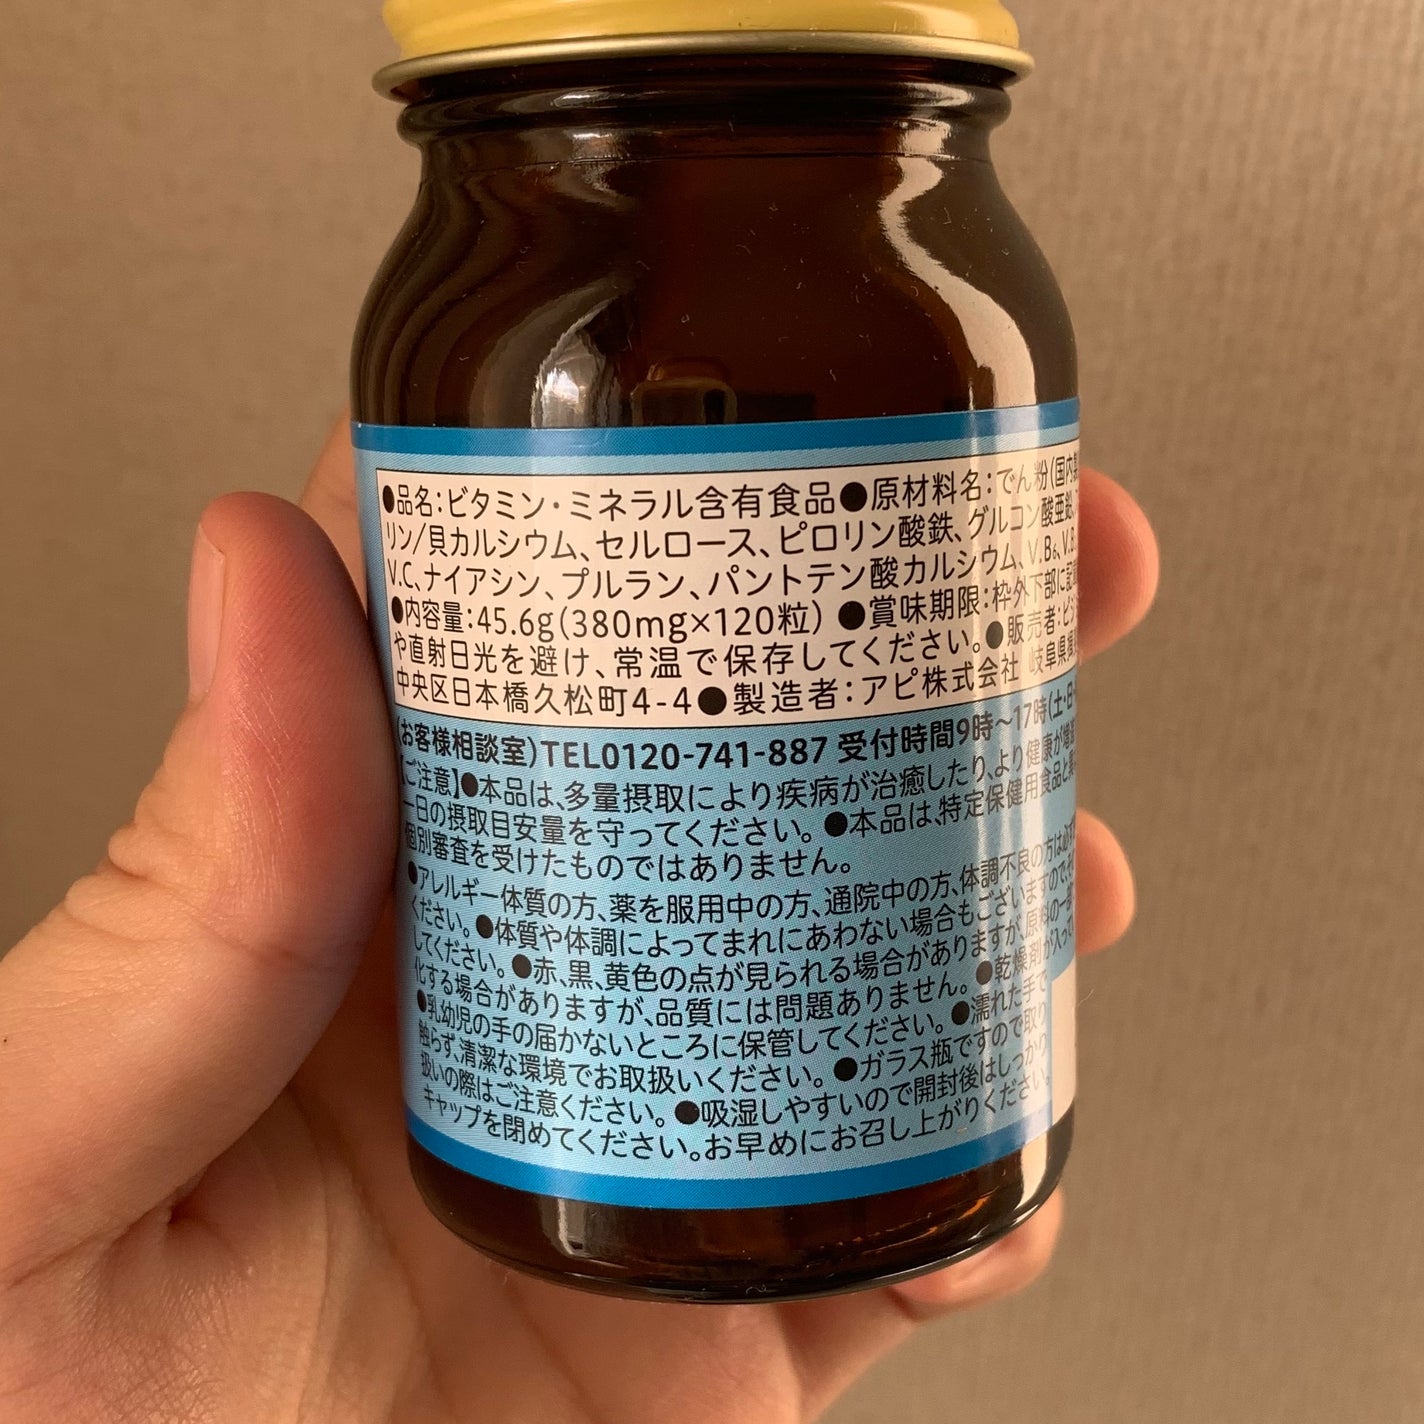 ●品名：ビタミン・ミネラル含有食品●原材料名：でん粉(国内製
リン/貝カルシウム、セルロース、ピロリン酸鉄、グルコン酸亜鉛、
V.C、ナイアシン、プルラン、パントテン酸カルシウム、V.B₆、V.B
●内容量：45.6g(380mg×120粒) ●賞味期限：枠外下部に記載
や直射日光を避け、常温で保存してください。●販売者：ピジ
中央区日本橋久松町4-4●製造者：アピ株式会社 岐阜県
(お客様相談室)TEL0120-741-887 受付時間9時〜17時(土・日・
【ご注意】●本品は、多量摂取により疾病が治癒したり、より健康が増進
一日の摂取目安量を守ってください。●本品は、特定保健用食品と異
個別審査を受けたものではありません。
●アレルギー体質の方、薬を服用中の方、通院中の方、体調不良の方は必ず
ください。●体質や体調によってまれにあわない場合もございますので、その
してください。●赤、黒、黄色の点が見られる場合がありますが、原料の一部
化する場合がありますが、品質には問題ありません。●乾燥剤が入って
●乳幼児の手の届かないところに保管してください。●濡れた手で
触らず、清潔な環境でお取扱いください。●ガラス瓶ですので取り
扱いの際はご注意ください。●吸湿しやすいので開封後はしっかり
キャップを閉めてください。お早めにお召し上がりください。